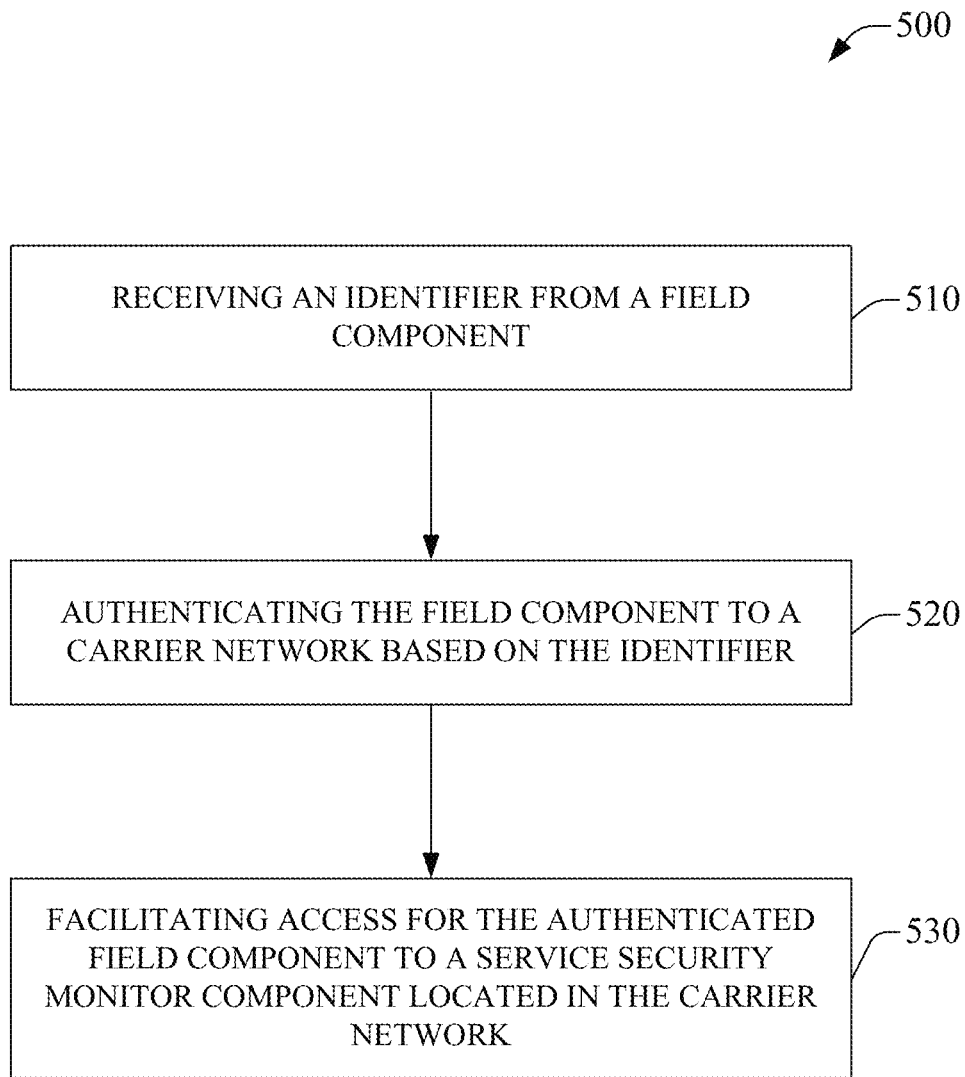 500
RECEIVING AN IDENTIFIER FROM A FIELD
COMPONENT
510
AUTHENTICATING THE FIELD COMPONENT TO A
CARRIER NETWORK BASED ON THE IDENTIFIER
520
FACILITATING ACCESS FOR THE AUTHENTICATED
FIELD COMPONENT TO A SERVICE SECURITY
MONITOR COMPONENT LOCATED IN THE CARRIER
NETWORK
530